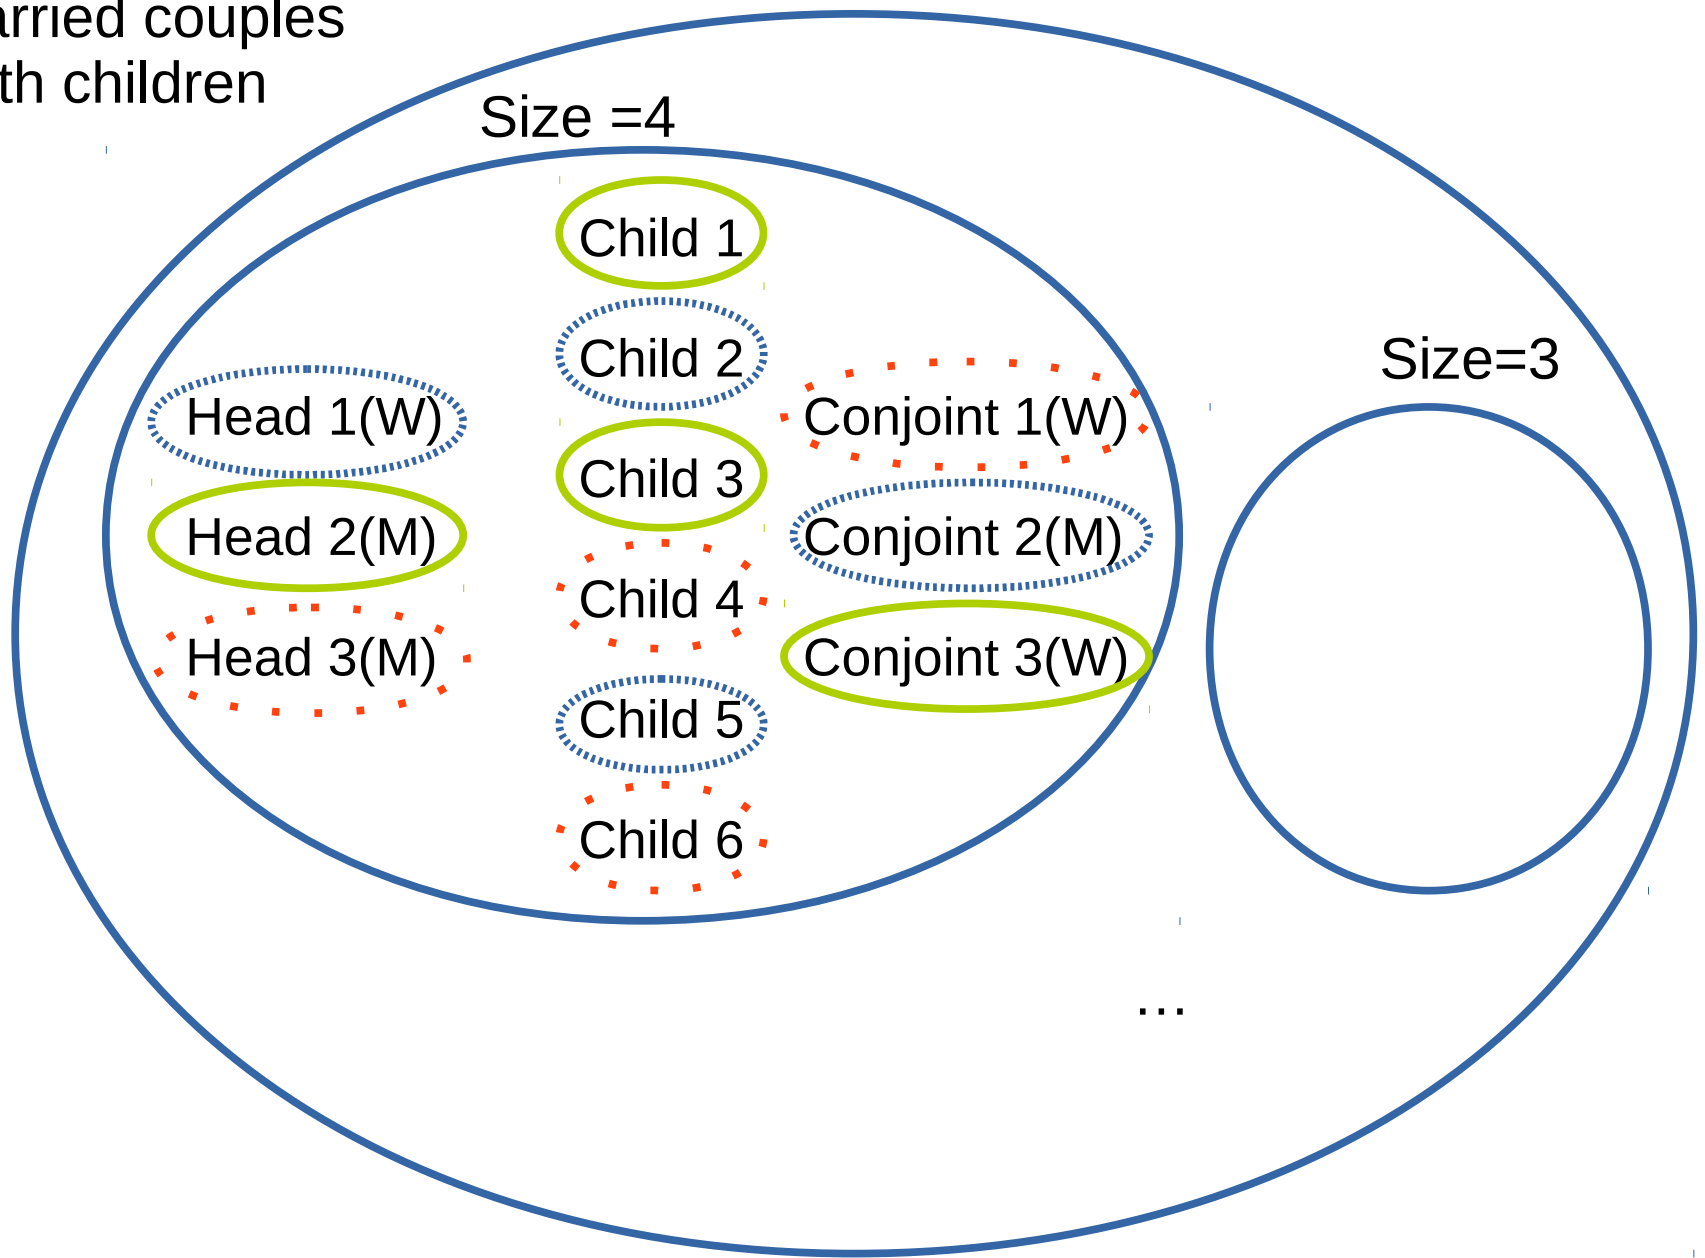 arried couples
th children
Size =4
Child 1
Child 2
Size=3
Head 1(W)
Conjoint 1(W)
Child 3
Head 2(M)
Conjoint 2(M)
Child 4
Head 3(M)
Conjoint 3(W)
Child 5
Child 6
...